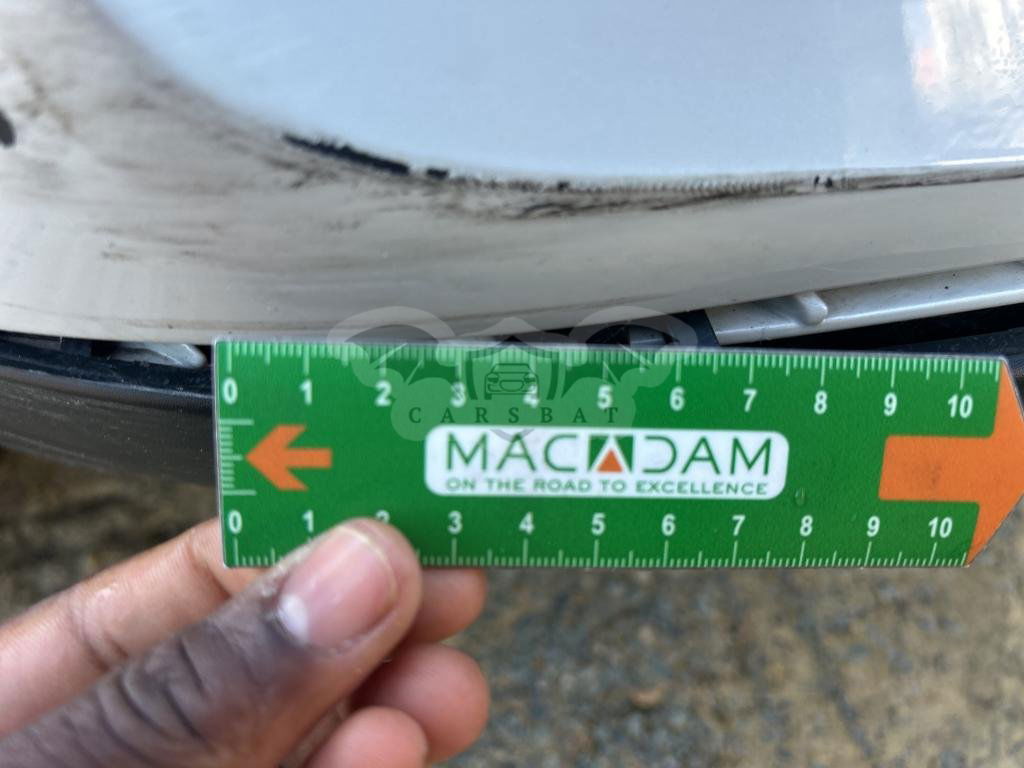 0 1 2 3 4 5 6 7 8 9 10
CARSBAT
MACADAM
ON THE ROAD TO EXCELLENCE
0 1 2 3 4 5 6 7 8 9 10